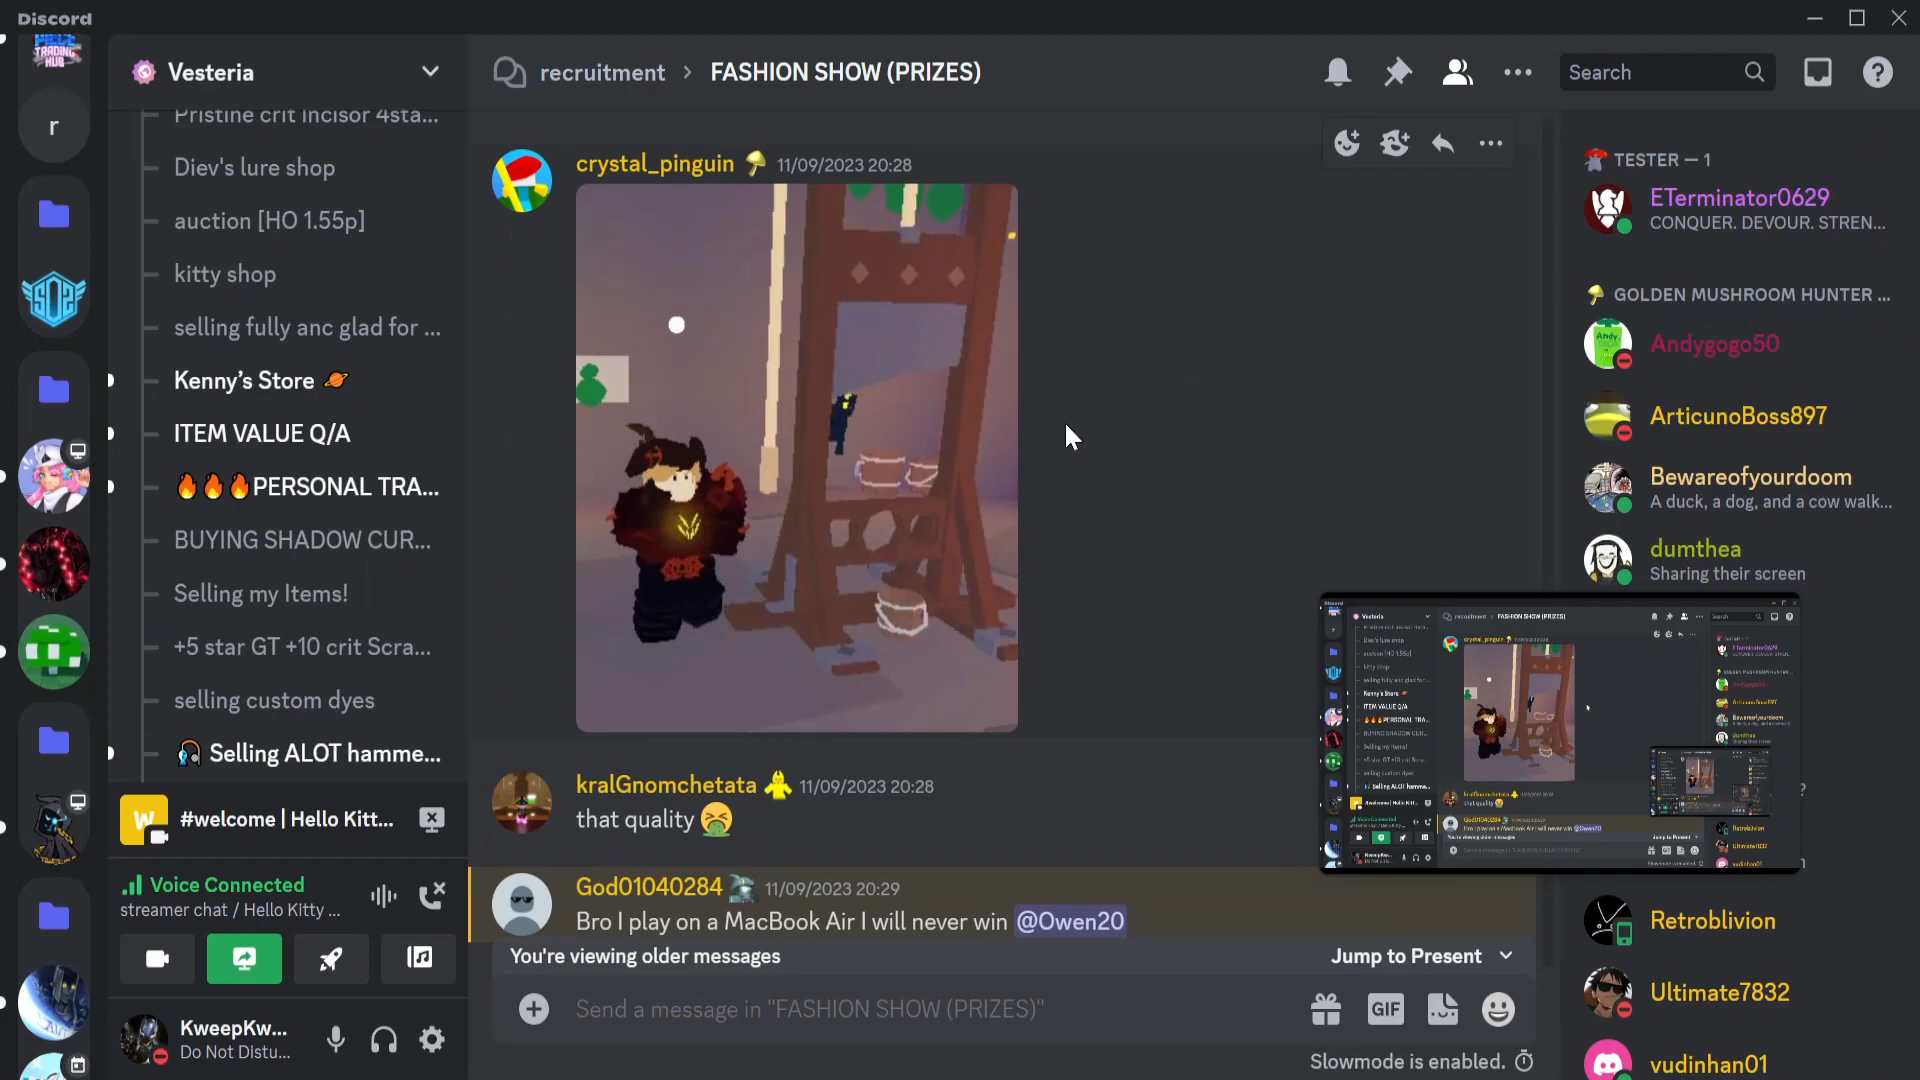 Discord
PIECE
TRADING
HUB
r
SO2
Vesteria
Pristine crit Incisor 4sta...
Diev's lure shop
auction [HO 1.55p]
kitty shop
selling fully anc glad for ...
Kenny's Store 🪐
ITEM VALUE Q/A
🔥🔥🔥PERSONAL TRA...
BUYING SHADOW CUR...
Selling my Items!
+5 star GT +10 crit Scra...
selling custom dyes
Selling ALOT hamme...
W
#welcome | Hello Kitt...
Voice Connected
streamer chat / Hello Kitty ...
KweepKw...
Do Not Distu...
recruitment › FASHION SHOW (PRIZES)
Search
crystal_pinguin 11/09/2023 20:28
kralGnomchetata 11/09/2023 20:28
that quality 🤮
God01040284 11/09/2023 20:29
Bro I play on a MacBook Air I will never win @Owen20
You're viewing older messages
Jump to Present
Send a message in "FASHION SHOW (PRIZES)"
GIF
Slowmode is enabled.
TESTER — 1
ETerminator0629
CONQUER. DEVOUR. STREN...
GOLDEN MUSHROOM HUNTER ...
Andygogo50
ArticunoBoss897
Bewareofyourdoom
A duck, a dog, and a cow walk...
dumthea
Sharing their screen
Retroblivion
Ultimate7832
vudinhan01